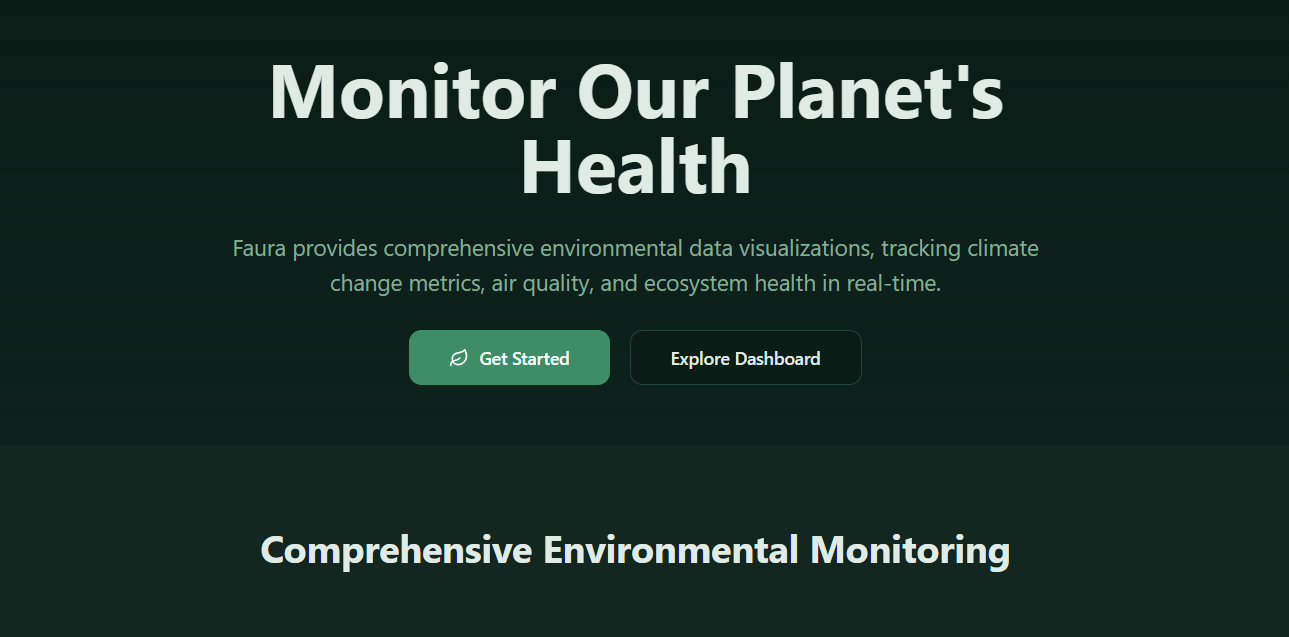 Monitor Our Planet's
Health
Faura provides comprehensive environmental data visualizations, tracking climate
change metrics, air quality, and ecosystem health in real-time.
Get Started
Explore Dashboard
Comprehensive Environmental Monitoring